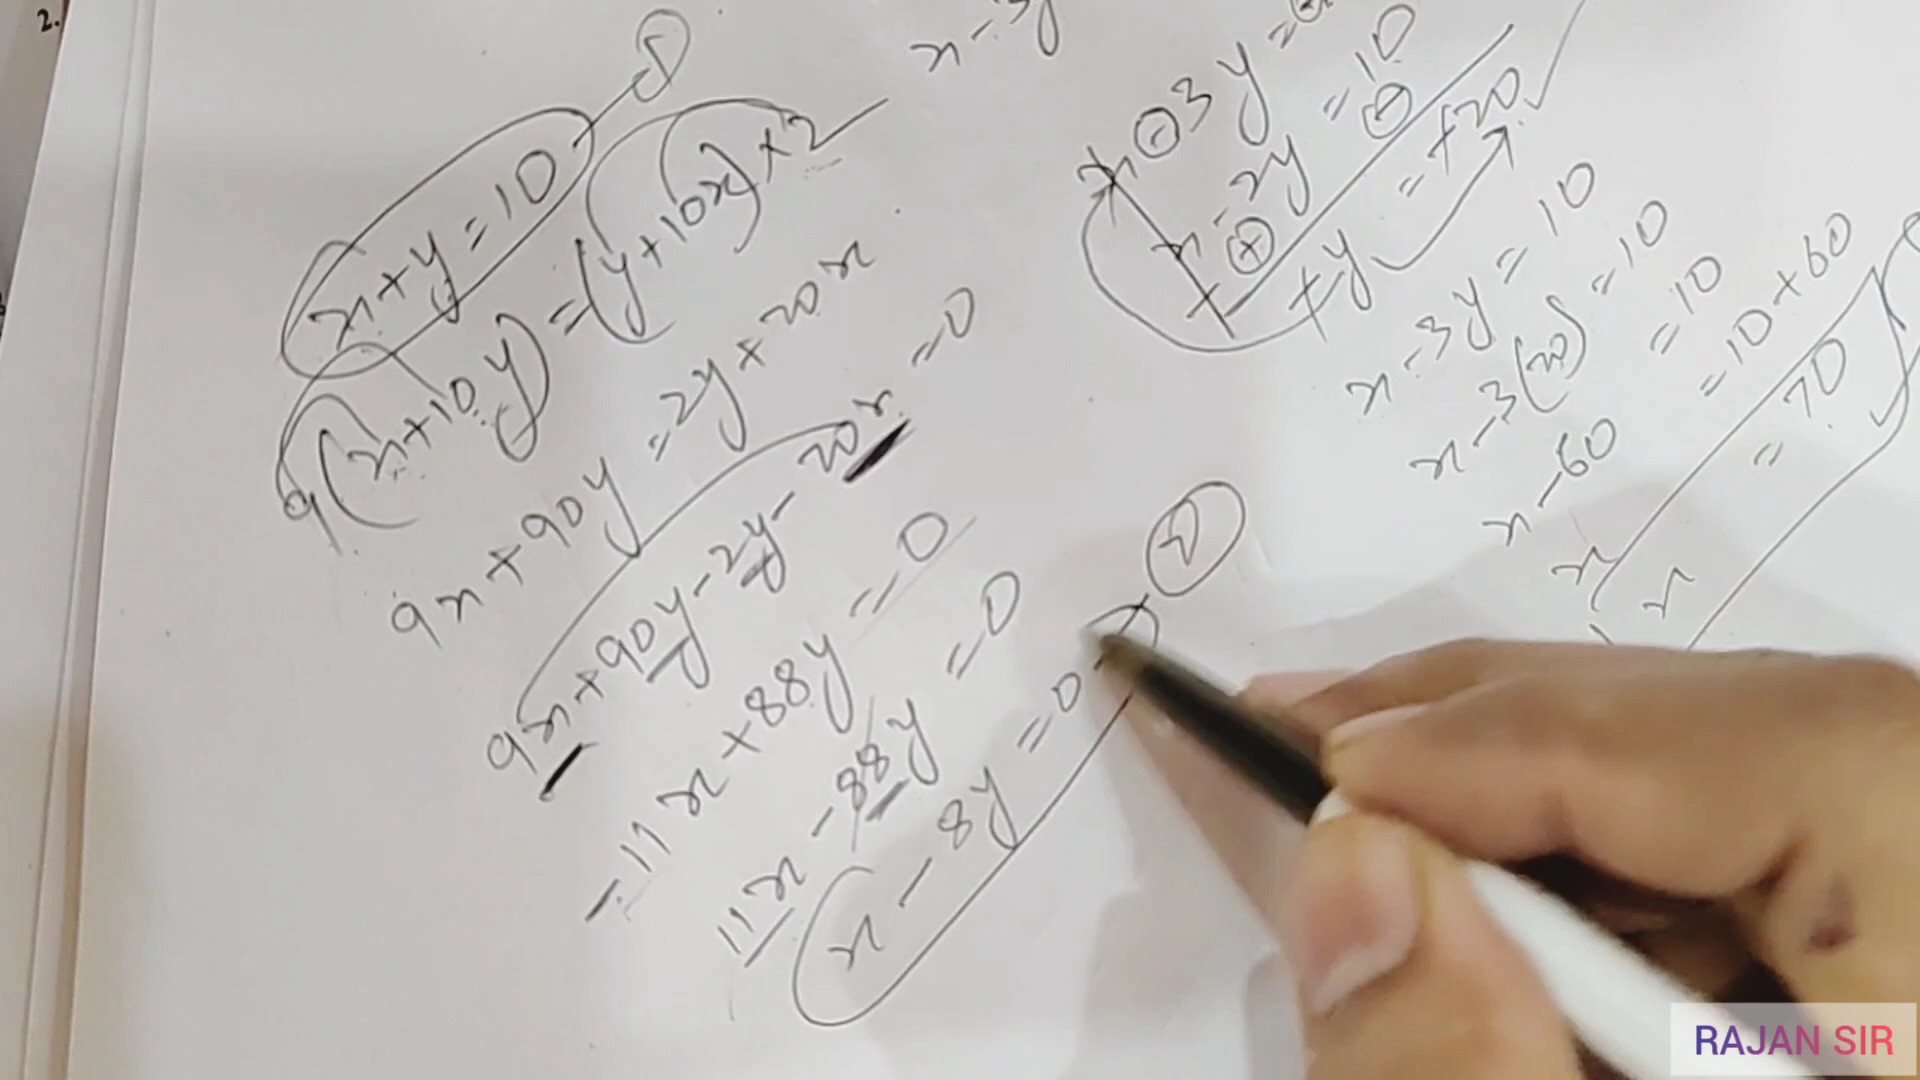 2.
x+y=10 ①
9(x+10y)=(y+10x)×2
9x+90y=2y+20x
9x+90y-2y-20x=0
-11x+88y=0
11x-88y=0
x-8y=0 ②
x-3y
x-3y=
x-2y=10
+y=+20
x-3y=10
x-3(20)=10
x-60=10
x=10+60
=70
RAJAN SIR